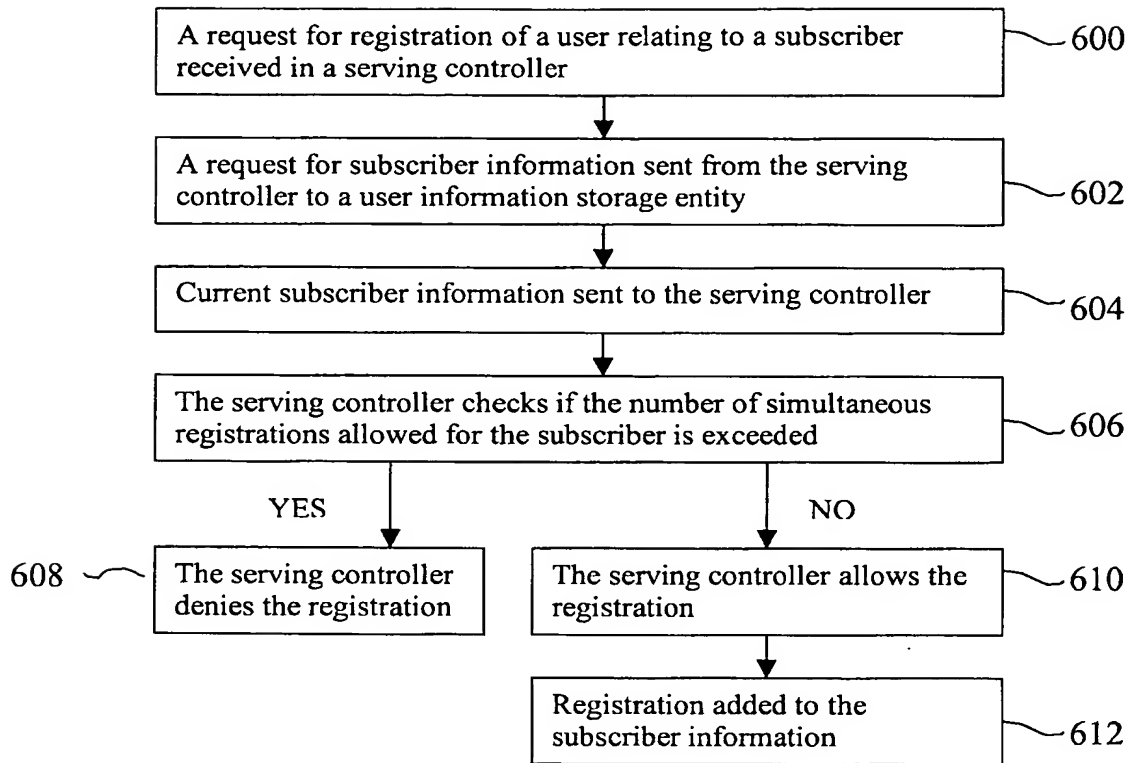 A request for registration of a user relating to a subscriber
received in a serving controller
600
A request for subscriber information sent from the serving
controller to a user information storage entity
602
Current subscriber information sent to the serving controller
604
The serving controller checks if the number of simultaneous
registrations allowed for the subscriber is exceeded
606
YES
NO
608
The serving controller
denies the registration
The serving controller allows the
registration
610
Registration added to the
subscriber information
612